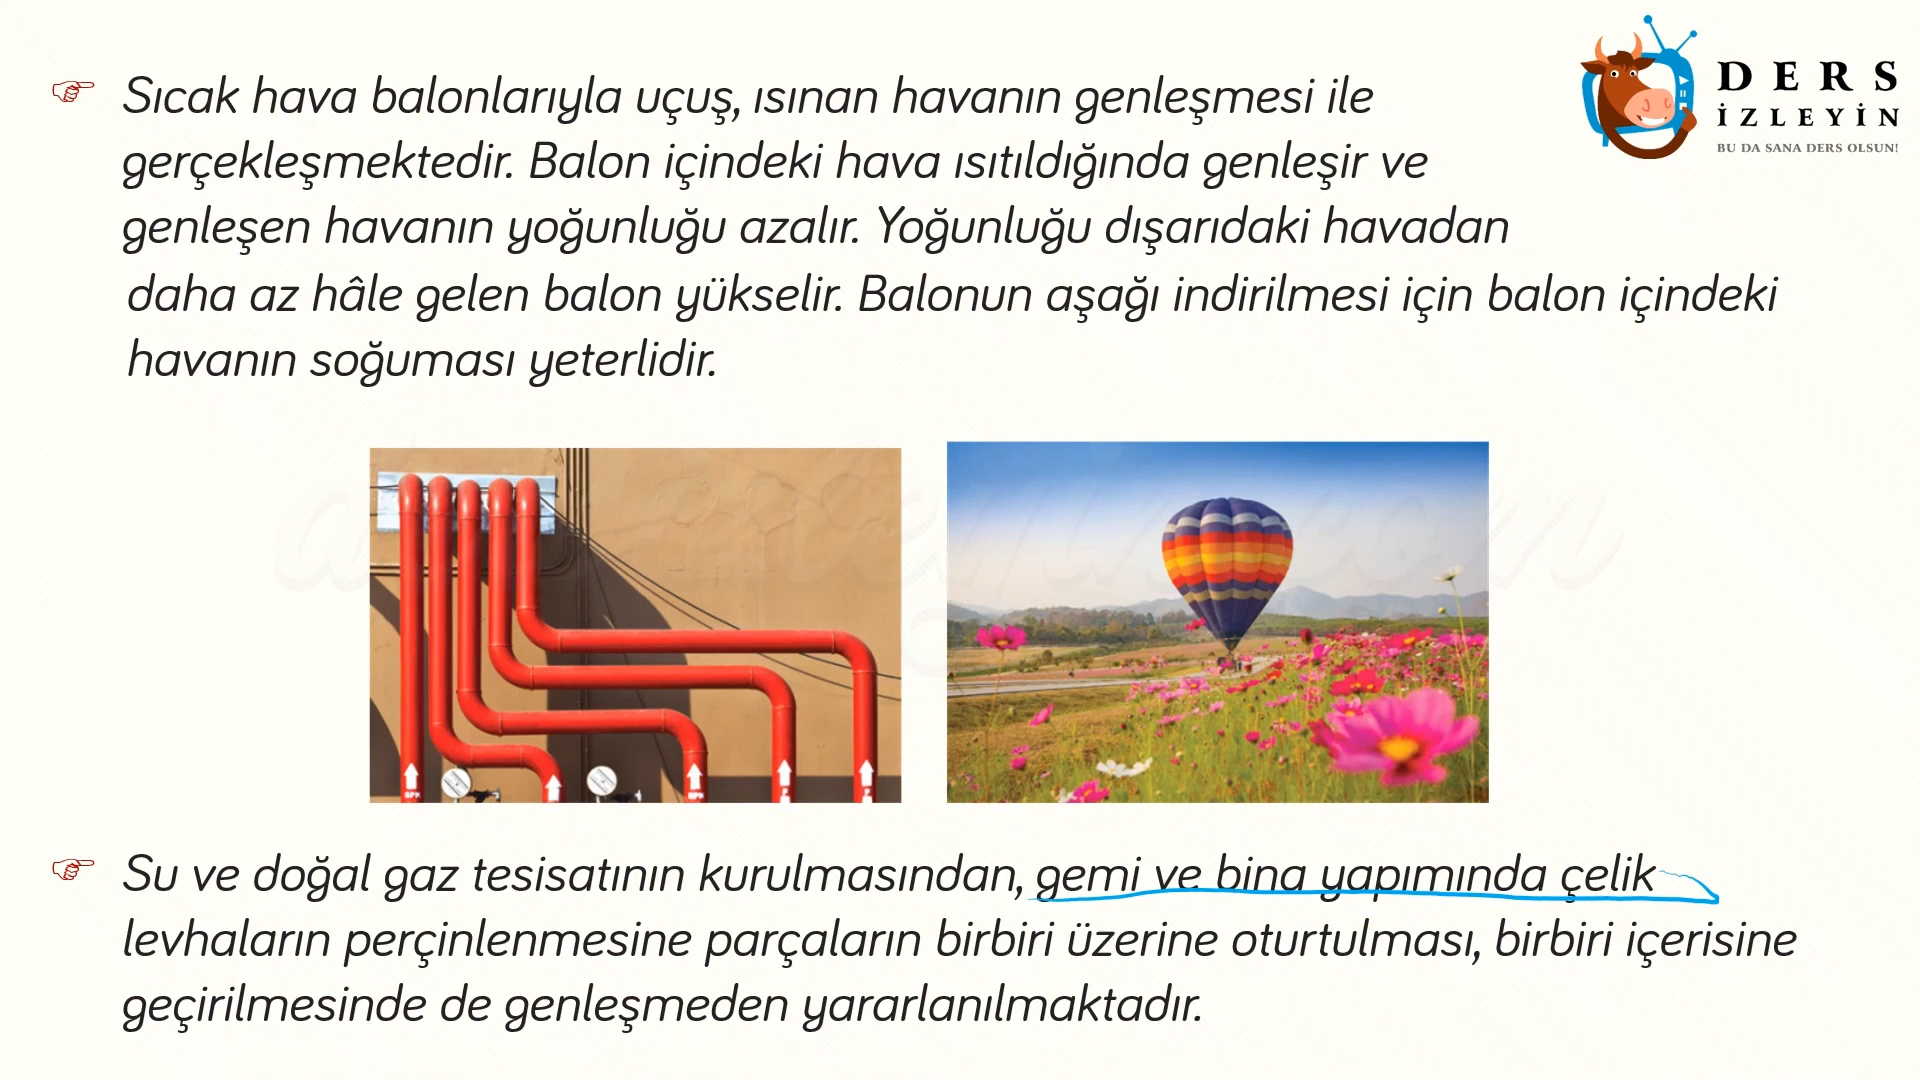 Sıcak hava balonlarıyla uçuş, ısınan havanın genleşmesi ile
gerçekleşmektedir. Balon içindeki hava ısıtıldığında genleşir ve
genleşen havanın yoğunluğu azalır. Yoğunluğu dışarıdaki havadan
daha az hâle gelen balon yükselir. Balonun aşağı indirilmesi için balon içindeki
havanın soğuması yeterlidir.
DERS
İZLEYİN
BU DA SANA DERS OLSUN!
Su ve doğal gaz tesisatının kurulmasından, gemi ve bina yapımında çelik
levhaların perçinlenmesine parçaların birbiri üzerine oturtulması, birbiri içerisine
geçirilmesinde de genleşmeden yararlanılmaktadır.